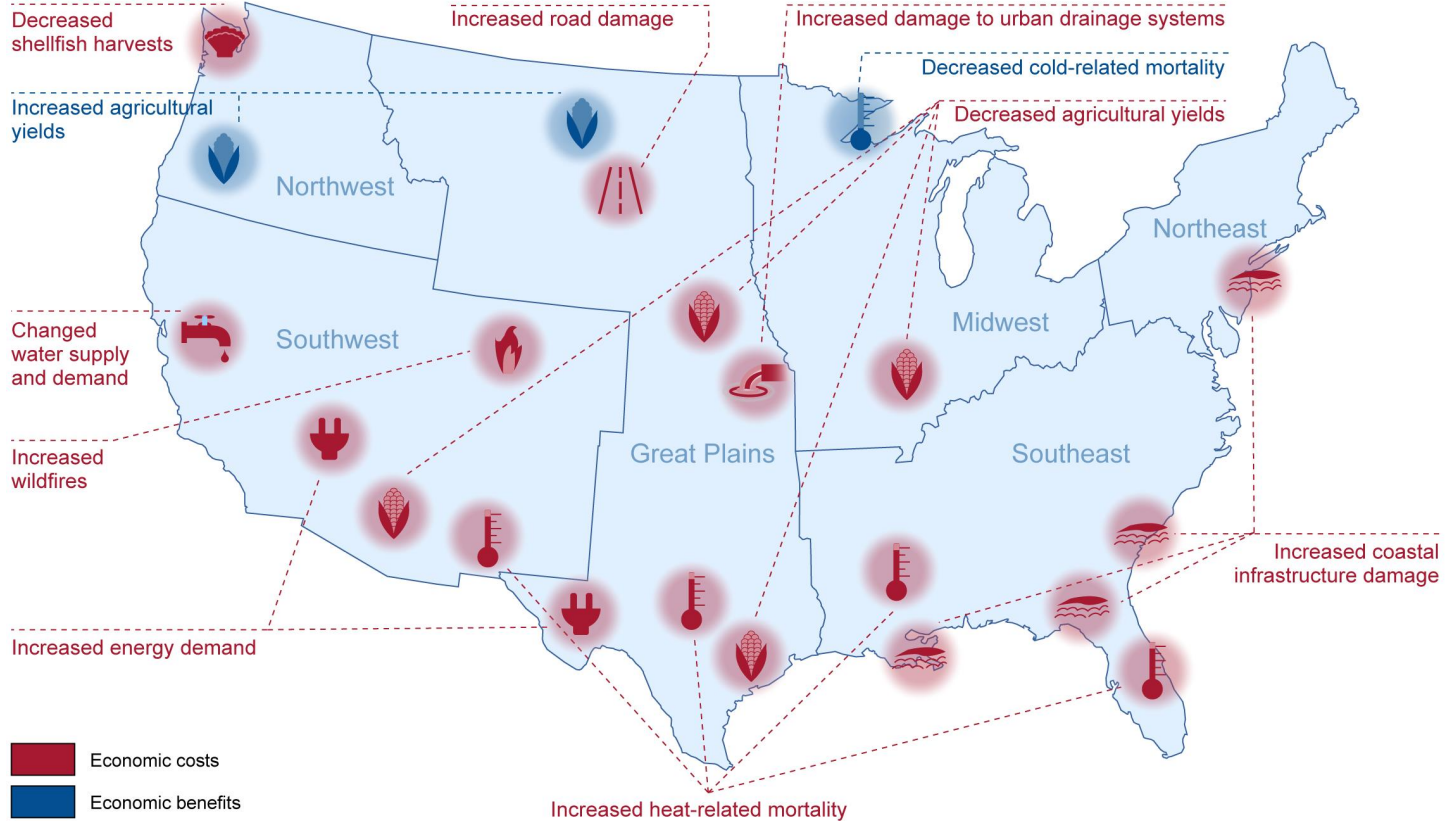 Decreased
shellfish harvests
Increased road damage
Increased damage to urban drainage systems
Decreased cold-related mortality
Increased agricultural
yields
Decreased agricultural yields
Northwest
Northeast
Changed
water supply
and demand
Southwest
Midwest
Increased
wildfires
Great Plains
Southeast
Increased coastal
infrastructure damage
Increased energy demand
Economic costs
Economic benefits
Increased heat-related mortality